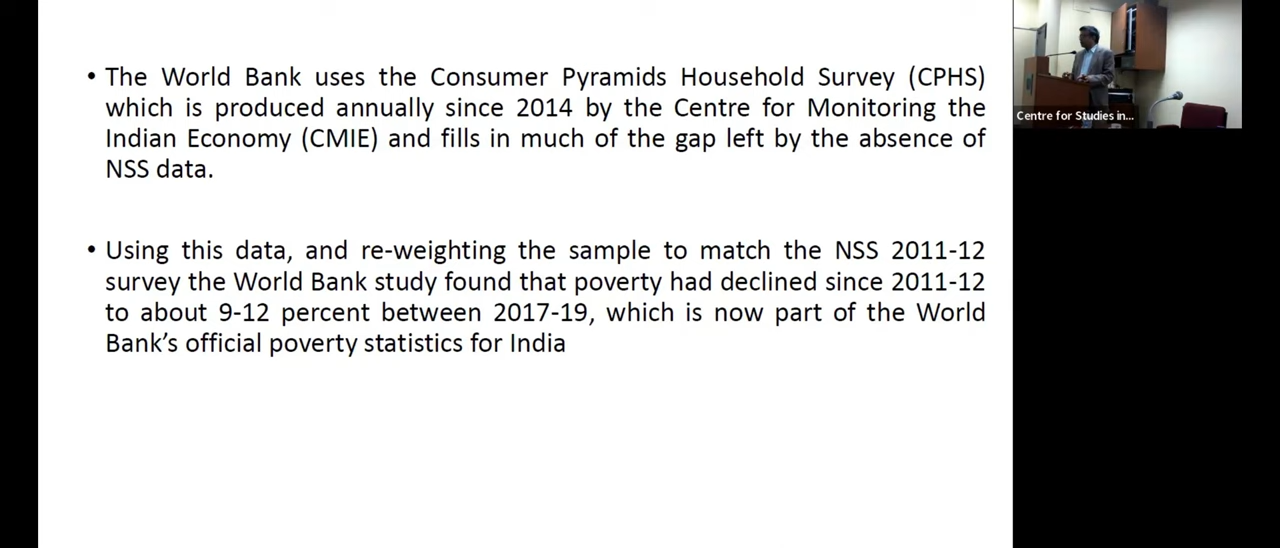 • The World Bank uses the Consumer Pyramids Household Survey (CPHS)
which is produced annually since 2014 by the Centre for Monitoring the
Indian Economy (CMIE) and fills in much of the gap left by the absence of
NSS data.
• Using this data, and re-weighting the sample to match the NSS 2011-12
survey the World Bank study found that poverty had declined since 2011-12
to about 9-12 percent between 2017-19, which is now part of the World
Bank's official poverty statistics for India
Centre for Studies in...